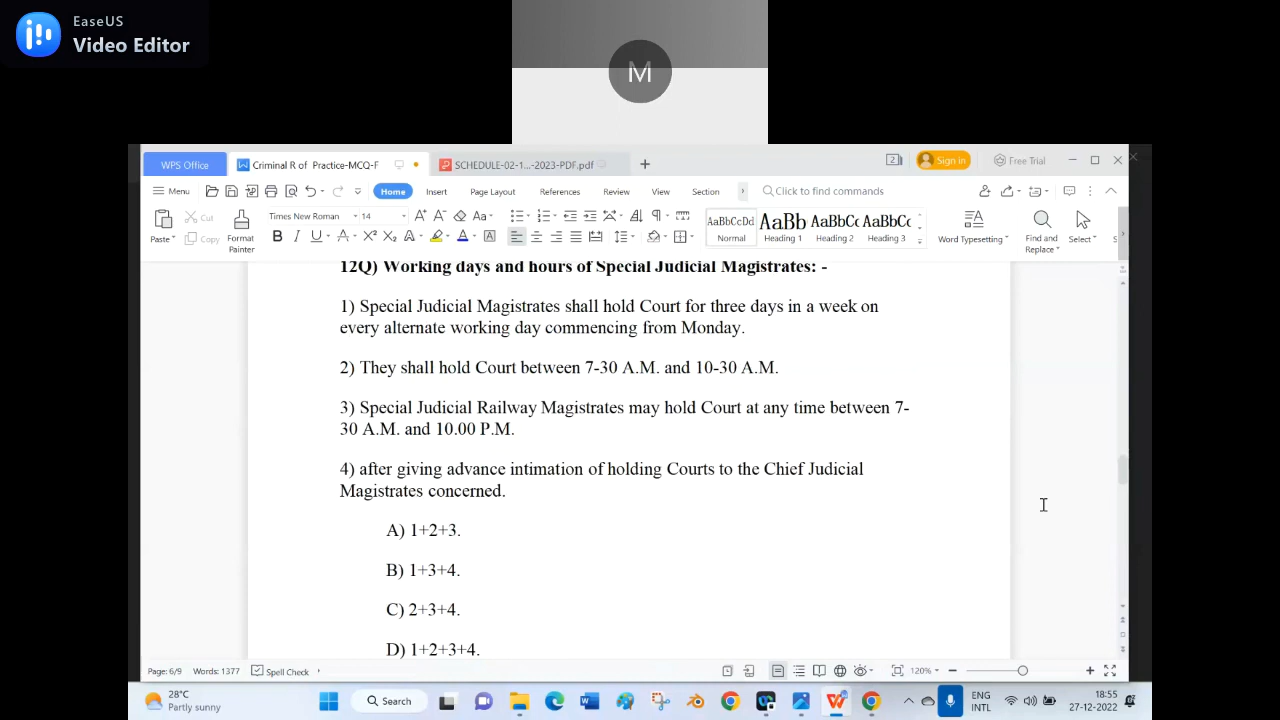 EaseUS
Video Editor
M
WPS Office
Criminal R of Practice-MCQ-F
SCHEDULE-02-1...-2023-PDF.pdf
2
Sign in
Free Trial
Menu
Home
Insert
Page Layout
References
Review
View
Section
Click to find commands
Paste
Cut
Copy
Format
Painter
Times New Roman
14
AaBbCcDd
Normal
AaBb
Heading 1
AaBbCc
Heading 2
AaBbCc
Heading 3
Word Typesetting
Find and
Replace
Select
12Q) Working days and hours of Special Judicial Magistrates: -
1) Special Judicial Magistrates shall hold Court for three days in a week on
every alternate working day commencing from Monday.
2) They shall hold Court between 7-30 A.M. and 10-30 A.M.
3) Special Judicial Railway Magistrates may hold Court at any time between 7-
30 A.M. and 10.00 P.M.
4) after giving advance intimation of holding Courts to the Chief Judicial
Magistrates concerned.
A) 1+2+3.
B) 1+3+4.
C) 2+3+4.
D) 1+2+3+4.
Page: 6/9
Words: 1377
Spell Check
120%
28°C
Partly sunny
Search
ENG
INTL
18:55
27-12-2022